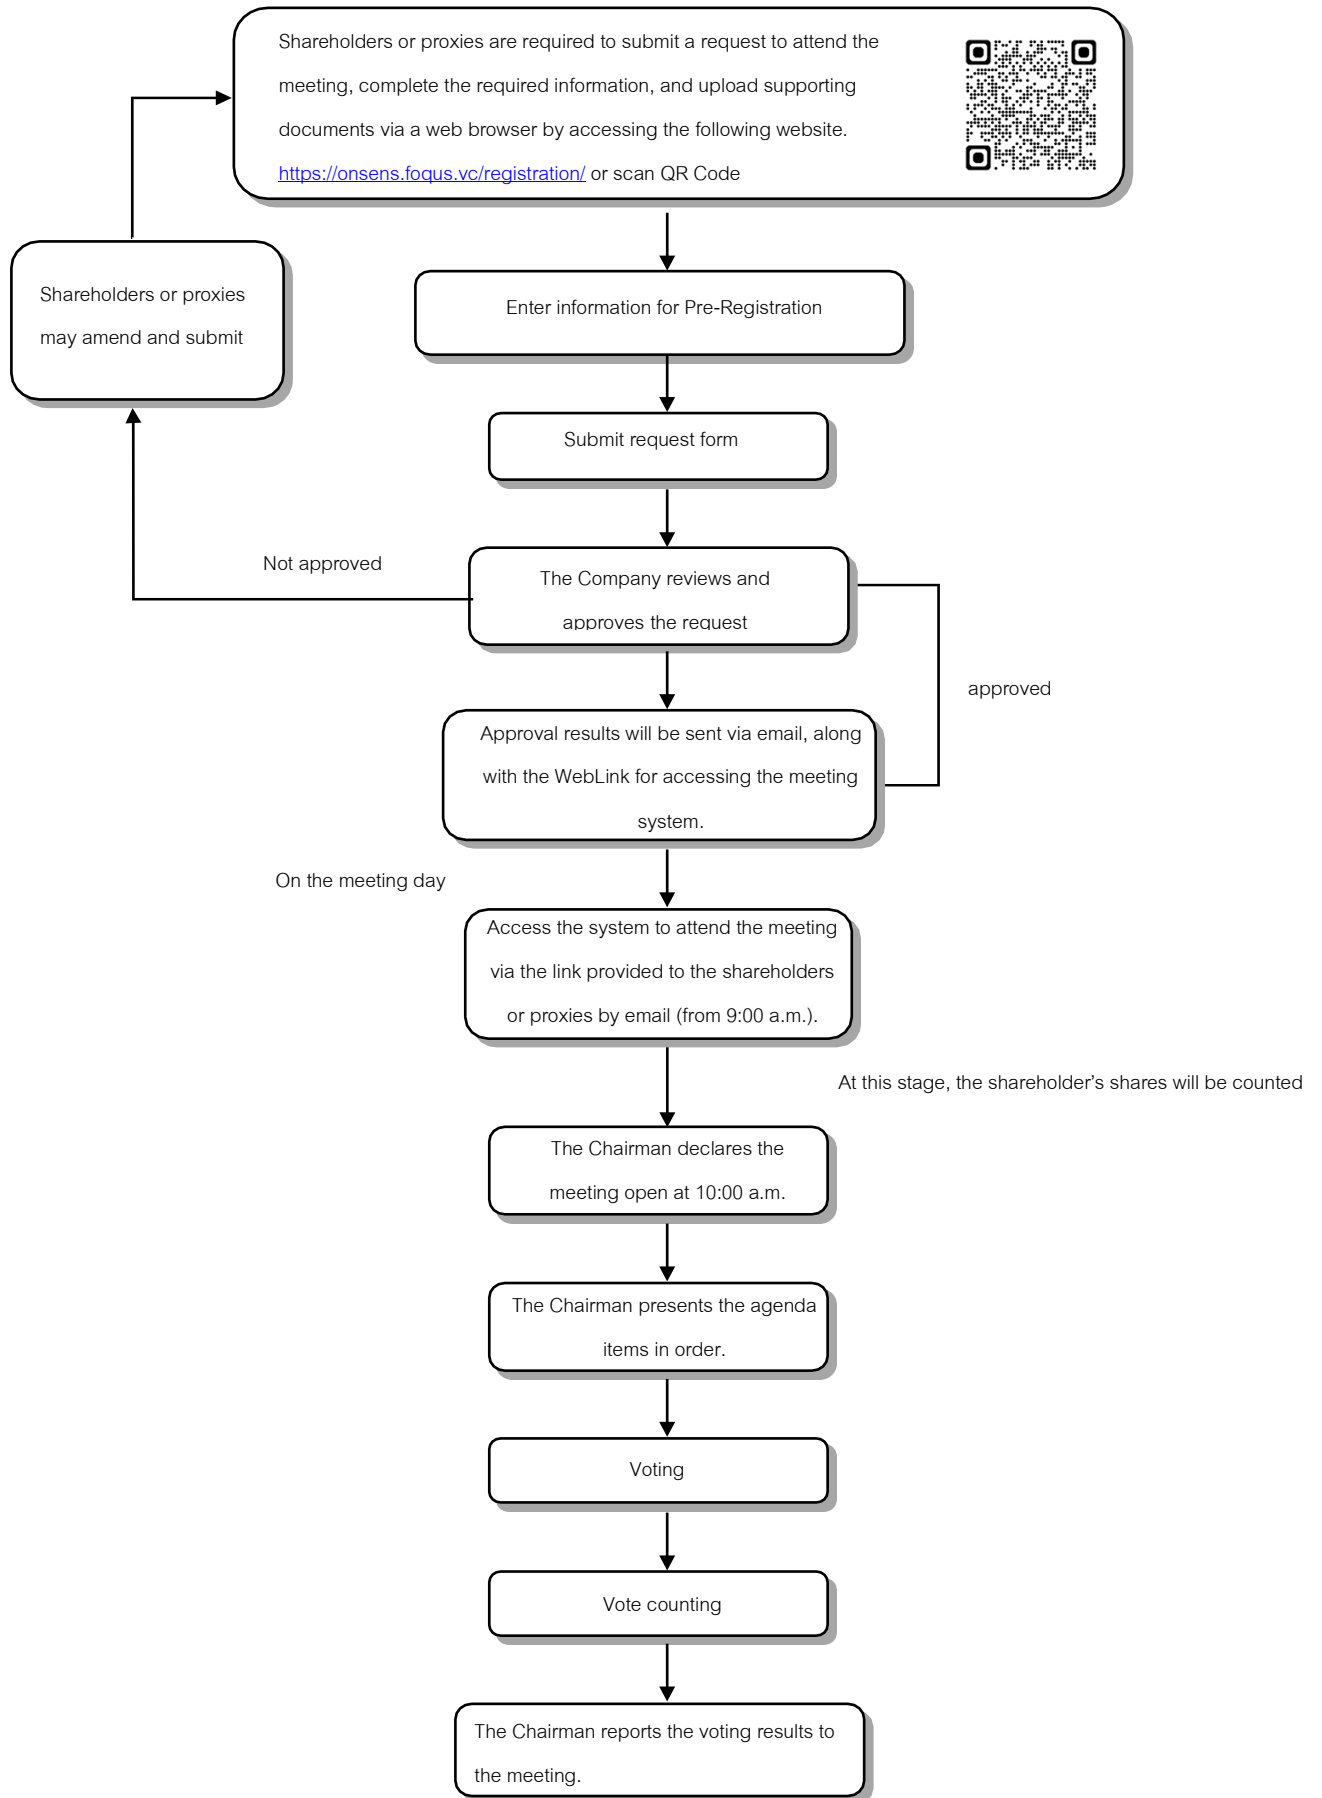 Shareholders or proxies are required to submit a request to attend the
meeting, complete the required information, and upload supporting
documents via a web browser by accessing the following website.
https://onsens.foqus.vc/registration/ or scan QR Code
Shareholders or proxies
may amend and submit
Enter information for Pre-Registration
Submit request form
Not approved
The Company reviews and
approves the request
approved
Approval results will be sent via email, along
with the WebLink for accessing the meeting
system.
On the meeting day
Access the system to attend the meeting
via the link provided to the shareholders
or proxies by email (from 9:00 a.m.).
At this stage, the shareholder’s shares will be counted
The Chairman declares the
meeting open at 10:00 a.m.
The Chairman presents the agenda
items in order.
Voting
Vote counting
The Chairman reports the voting results to
the meeting.